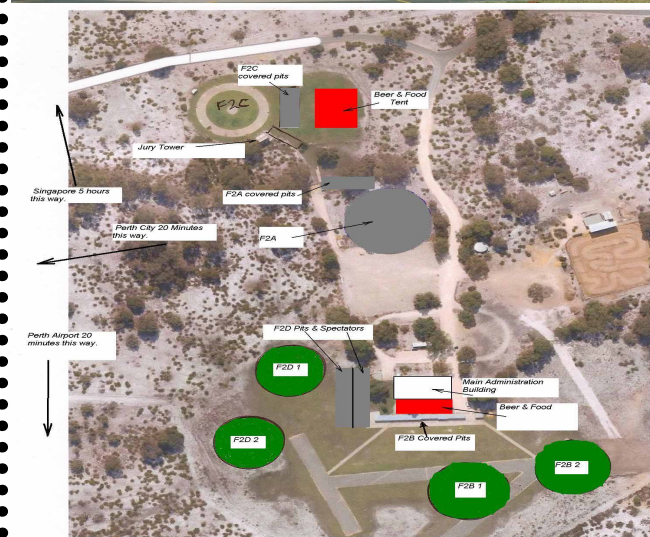 F2C
covered pits
F2C
Beer & Food
Tent
Jury Tower
Singapore 5 hours
this way.
F2A covered pits
Perth City 20 Minutes
this way.
F2A
Perth Airport 20
minutes this way.
F2D Pits & Spectators
F2D 1
Main Administration
Building
Beer & Food
F2D 2
F2B Covered Pits
F2B 2
F2B 1